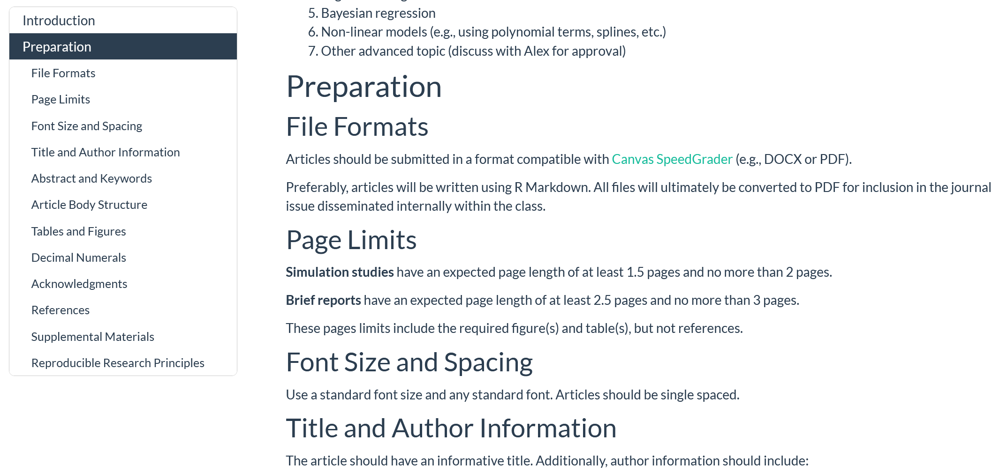 Introduction
Preparation
File Formats
Page Limits
Font Size and Spacing
Title and Author Information
Abstract and Keywords
Article Body Structure
Tables and Figures
Decimal Numerals
Acknowledgments
References
Supplemental Materials
Reproducible Research Principles
5. Bayesian regression
6. Non-linear models (e.g., using polynomial terms, splines, etc.)
7. Other advanced topic (discuss with Alex for approval)
Preparation
File Formats
Articles should be submitted in a format compatible with Canvas SpeedGrader (e.g., DOCX or PDF).
Preferably, articles will be written using R Markdown. All files will ultimately be converted to PDF for inclusion in the journal
issue disseminated internally within the class.
Page Limits
Simulation studies have an expected page length of at least 1.5 pages and no more than 2 pages.
Brief reports have an expected page length of at least 2.5 pages and no more than 3 pages.
These pages limits include the required figure(s) and table(s), but not references.
Font Size and Spacing
Use a standard font size and any standard font. Articles should be single spaced.
Title and Author Information
The article should have an informative title. Additionally, author information should include: